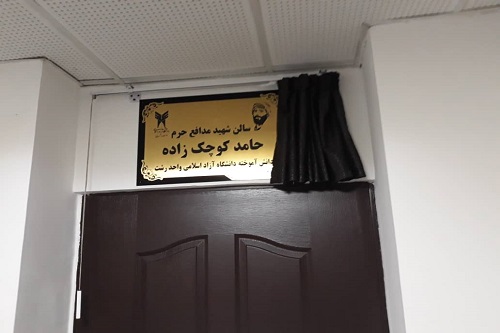 سالن شهید مدافع حرم
حامد کوچک زاده
دانش آموخته دانشگاه آزاد اسلامی واحد رشت